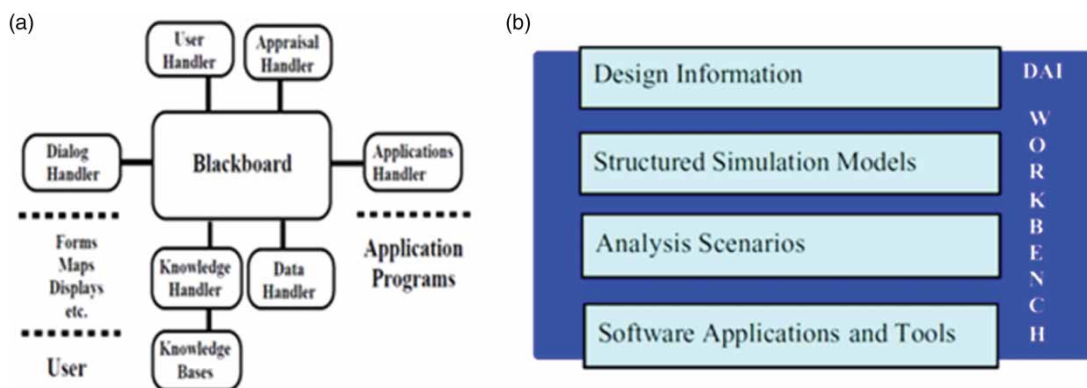 (a)
User
Handler
Appraisal
Handler
Dialog
Handler
Blackboard
Applications
Handler
Forms
Maps
Displays
etc.
Knowledge
Handler
Data
Handler
Application
Programs
User
Knowledge
Bases
(b)
Design Information
Structured Simulation Models
Analysis Scenarios
Software Applications and Tools
DAI
W
O
R
K
B
E
N
C
H